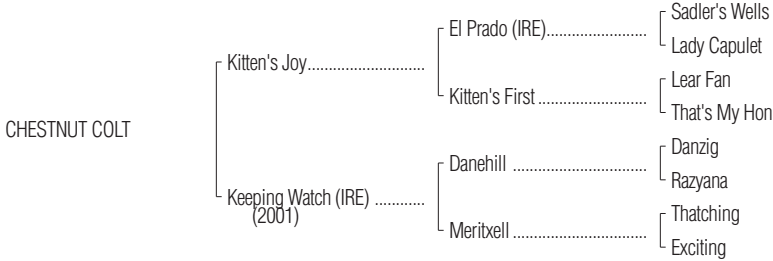 Sadler's Wells
El Prado (IRE)........................
Lady Capulet
Kitten's Joy............................
Lear Fan
Kitten's First ..........................
That's My Hon
CHESTNUT COLT
Danzig
Danehill ................................
Razyana
Keeping Watch (IRE) ............
(2001)
Thatching
Meritxell ................................
Exciting